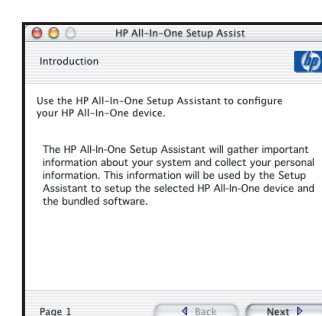 HP All-In-One Setup Assist
Introduction
hp
Use the HP All-In-One Setup Assistant to configure
your HP All-In-One device.
The HP All-In-One Setup Assistant will gather important
information about your system and collect your personal
information. This information will be used by the Setup
Assistant to setup the selected HP All-In-One device and
the bundled software.
Page 1
Back
Next